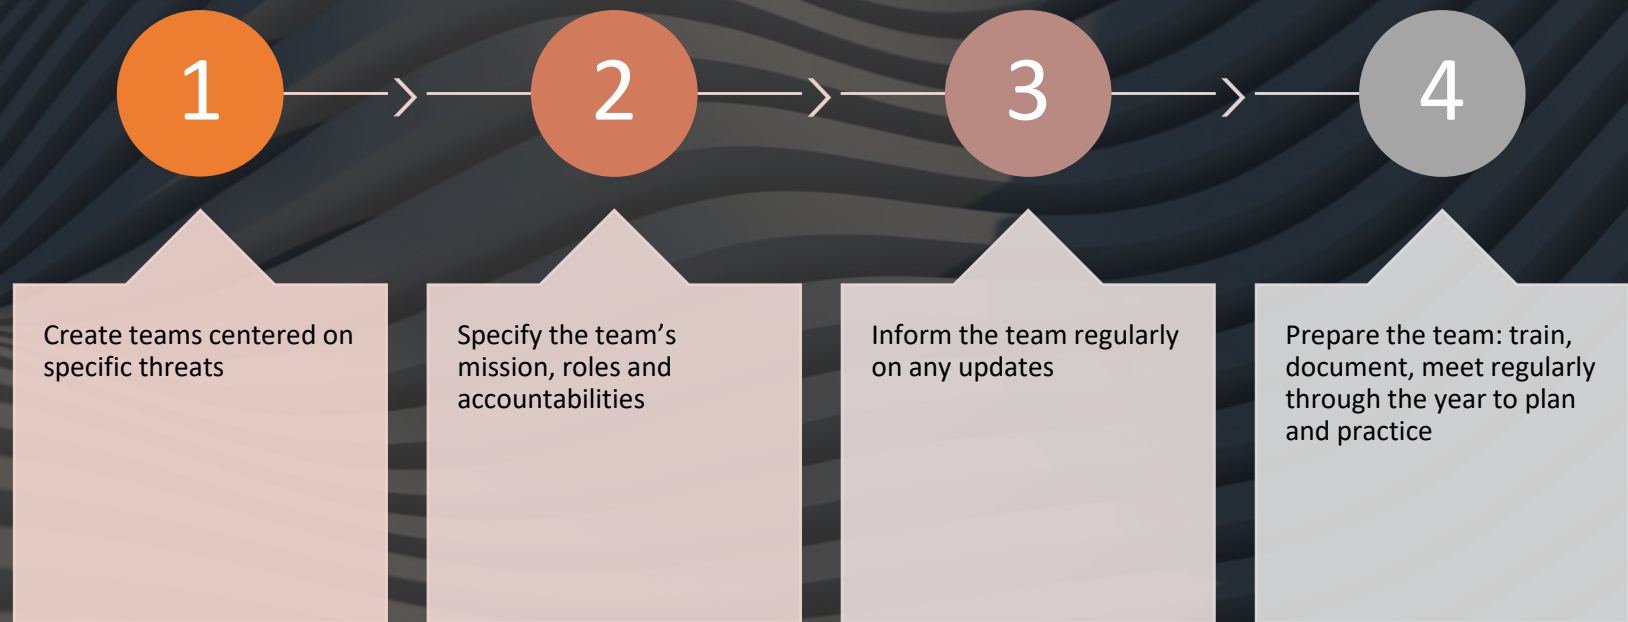 1
2
3
4
Create teams centered on
specific threats
Specify the team’s
mission, roles and
accountabilities
Inform the team regularly
on any updates
Prepare the team: train,
document, meet regularly
through the year to plan
and practice